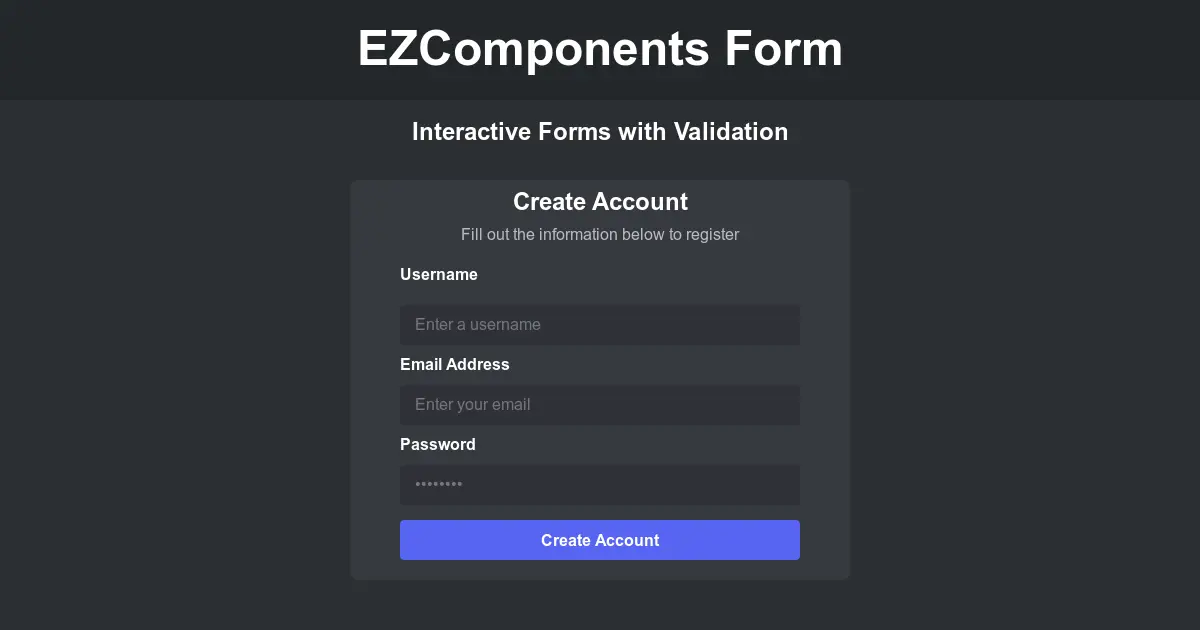 EZComponents Form
Interactive Forms with Validation
Create Account
Fill out the information below to register
Username
Enter a username
Email Address
Enter your email
Password
••••••••
Create Account